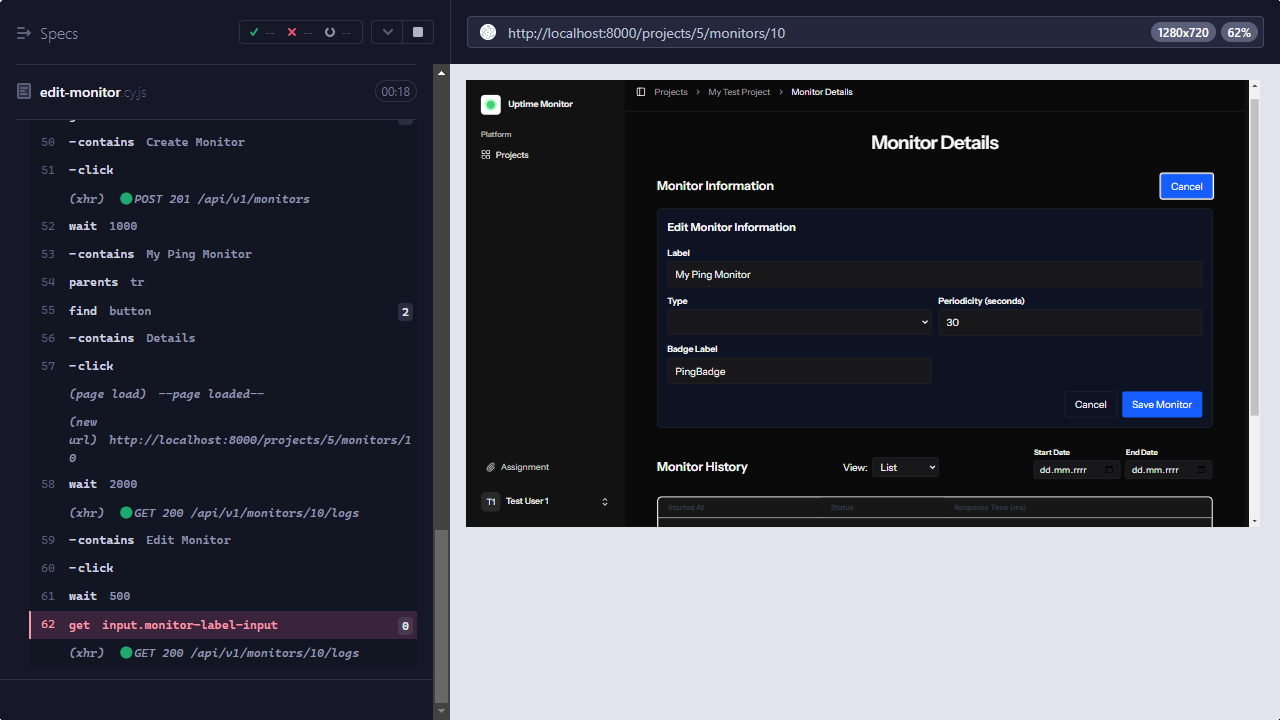 Specs
-- -- --
http://localhost:8000/projects/5/monitors/10
1280x720
62%
edit-monitor.cy.js
00:18
50 -contains Create Monitor
51 -click
(xhr) POST 201 /api/v1/monitors
52 wait 1000
53 -contains My Ping Monitor
54 parents tr
55 find button 2
56 -contains Details
57 -click
(page load) --page loaded--
(new
url) http://localhost:8000/projects/5/monitors/1
0
58 wait 2000
(xhr) GET 200 /api/v1/monitors/10/logs
59 -contains Edit Monitor
60 -click
61 wait 500
62 get input.monitor-label-input 0
(xhr) GET 200 /api/v1/monitors/10/logs
Uptime Monitor
Platform
Projects
Assignment
T1 Test User 1
Projects > My Test Project > Monitor Details
Monitor Details
Monitor Information
Cancel
Edit Monitor Information
Label
My Ping Monitor
Type Periodicity (seconds)
30
Badge Label
PingBadge
Cancel Save Monitor
Monitor History
View: List
Start Date End Date
dd.mm.rrrr dd.mm.rrrr
Started At Status Response Time (ms)